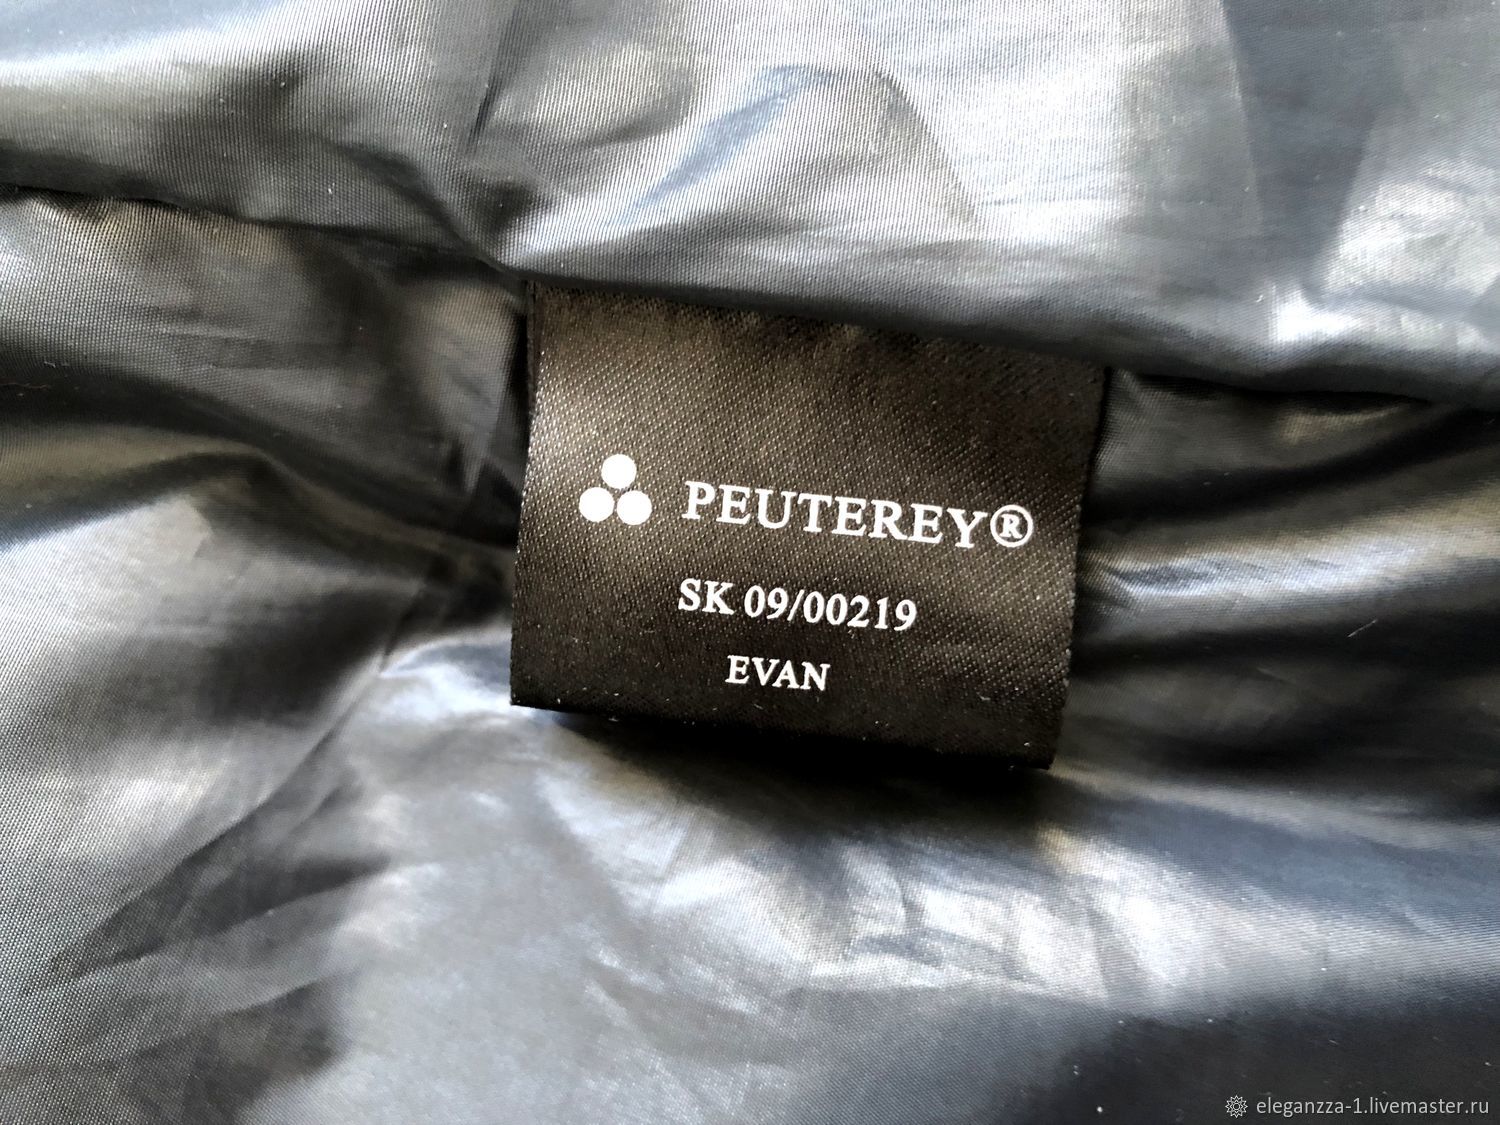 PEUTEREY®
SK 09/00219
EVAN
eleganzza-1.livemaster.ru